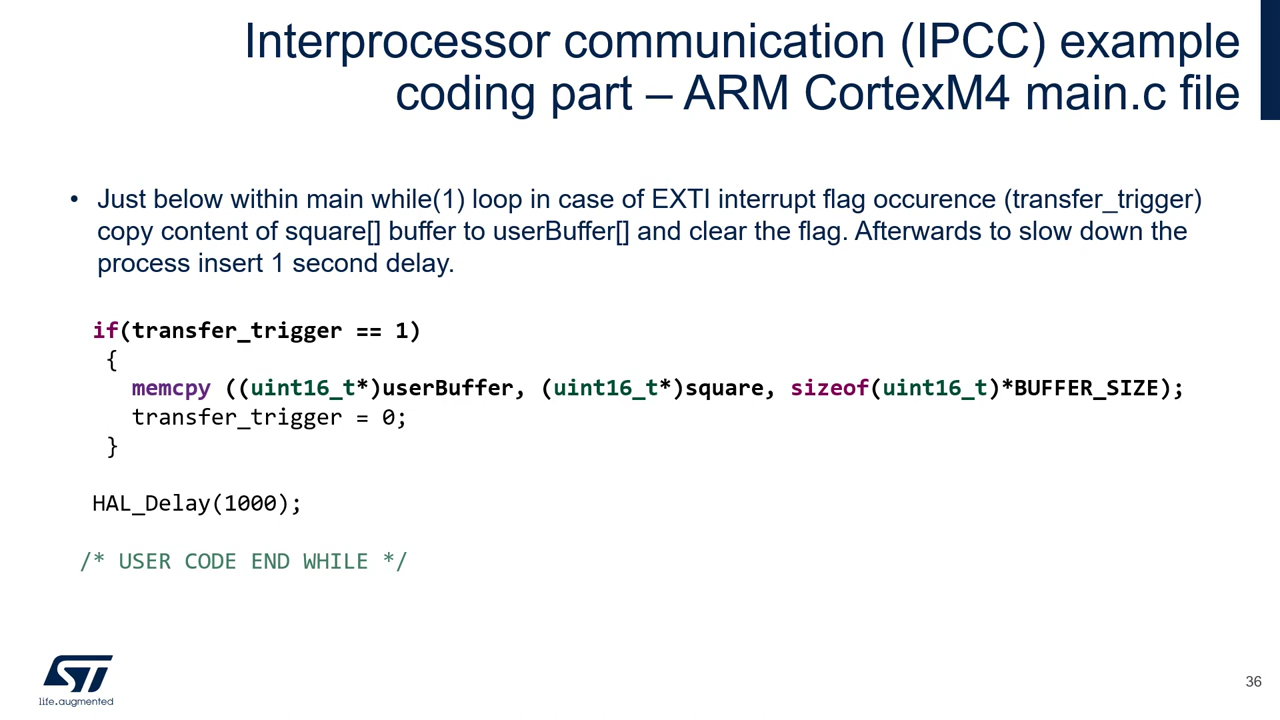 Interprocessor communication (IPCC) example
coding part – ARM CortexM4 main.c file
• Just below within main while(1) loop in case of EXTI interrupt flag occurence (transfer_trigger)
copy content of square[] buffer to userBuffer[] and clear the flag. Afterwards to slow down the
process insert 1 second delay.
if(transfer_trigger == 1)
{
memcpy ((uint16_t*)userBuffer, (uint16_t*)square, sizeof(uint16_t)*BUFFER_SIZE);
transfer_trigger = 0;
}
HAL_Delay(1000);
/* USER CODE END WHILE */
ST
life.augmented
36